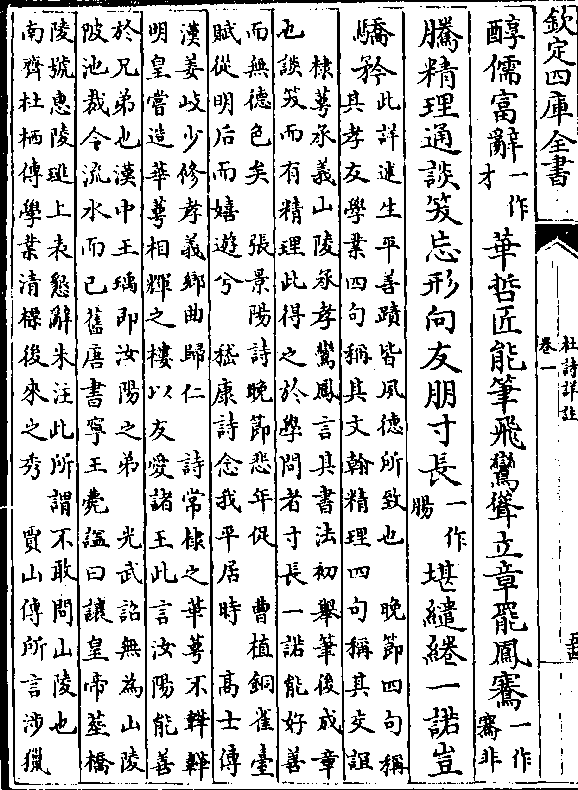 欽定四庫全書
杜詩詳註
卷一
醇儒富辭一作才華哲匠能筆飛鸞聳立章罷鳳鶱一作騫非
騰精理通談笑忘形向友朋寸長一作腸堪繾綣一諾豈
驕矜
此詳進生平善蹟皆夙德所致也　晚節四句稱
其孝友學業四句稱其文翰精理四句稱其交誼
棣萼承義山陵承孝鸞鳳言其書法初舉筆後成章
也談笑而有精理此得之於學問者寸長一諾能好善
而無德色矣　張景陽詩晚節悲年促　曹植銅雀臺
賦從明后而嬉遊兮　嵇康詩念我平居時　高士傳
漢姜岐少修孝義鄉曲歸仁　詩常棣之華萼不韡韡
明皇嘗造華萼相輝之樓以友愛諸王此言汝陽能善
於兄弟也漢中王瑀即汝陽之弟　光武詔無為山陵
陂池裁令流水而已舊唐書寧王薨諡曰讓皇帝葬橋
陵號惠陵璡上表懇辭朱注此所謂不敢問山陵也
南齊杜栖傳學業清標後來之秀　賈山傳所言涉獵